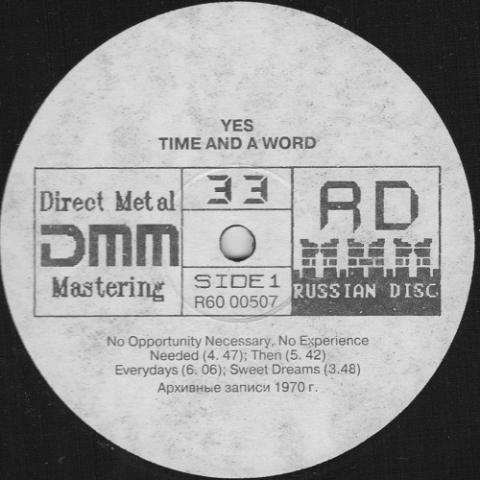 YES
TIME AND A WORD
Direct Metal
DMM
Mastering
33
SIDE 1
R60 00507
RD
RUSSIAN DISC
No Opportunity Necessary, No Experience
Needed (4. 47); Then (5. 42)
Everydays (6. 06); Sweet Dreams (3.48)
Архивные записи 1970 г.